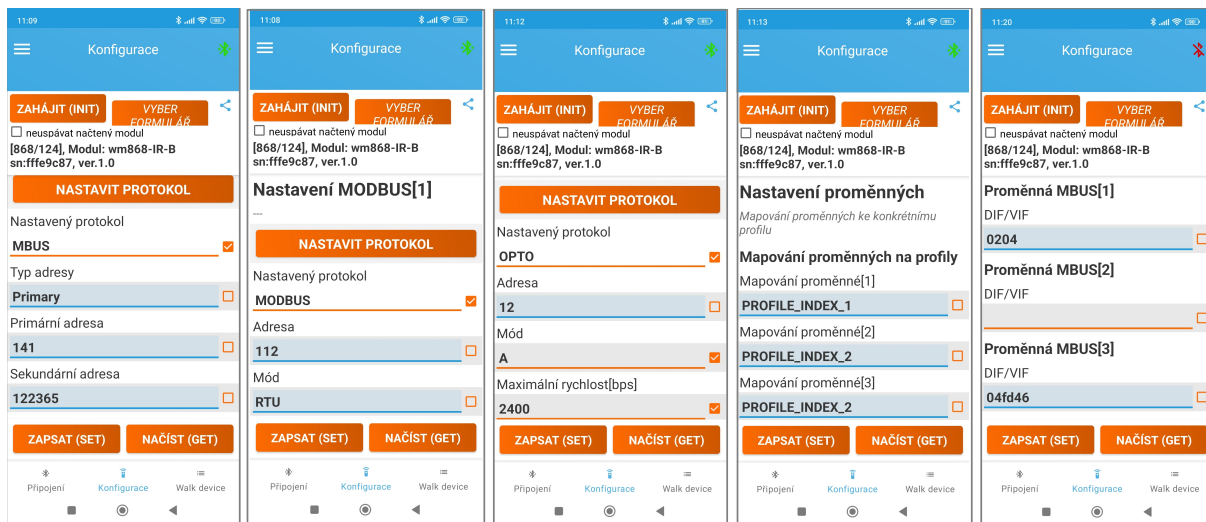 11:09
Konfigurace
ZAHÁJIT (INIT)
VYBER
FORMULÁŘ
neuspávat načtený modul
[868/124], Modul: wm868-IR-B
sn:fffe9c87, ver.1.0
NASTAVIT PROTOKOL
Nastavený protokol
MBUS
Typ adresy
Primary
Primární adresa
141
Sekundární adresa
122365
ZAPSAT (SET)
NAČÍST (GET)
Připojení
Konfigurace
Walk device
11:08
Konfigurace
ZAHÁJIT (INIT)
VYBER
FORMULÁŘ
neuspávat načtený modul
[868/124], Modul: wm868-IR-B
sn:fffe9c87, ver.1.0
Nastavení MODBUS[1]
---
NASTAVIT PROTOKOL
Nastavený protokol
MODBUS
Adresa
112
Mód
RTU
ZAPSAT (SET)
NAČÍST (GET)
Připojení
Konfigurace
Walk device
11:12
Konfigurace
ZAHÁJIT (INIT)
VYBER
FORMULÁŘ
neuspávat načtený modul
[868/124], Modul: wm868-IR-B
sn:fffe9c87, ver.1.0
NASTAVIT PROTOKOL
Nastavený protokol
OPTO
Adresa
12
Mód
A
Maximální rychlost[bps]
2400
ZAPSAT (SET)
NAČÍST (GET)
Připojení
Konfigurace
Walk device
11:13
Konfigurace
ZAHÁJIT (INIT)
VYBER
FORMULÁŘ
neuspávat načtený modul
[868/124], Modul: wm868-IR-B
sn:fffe9c87, ver.1.0
Nastavení proměnných
Mapování proměnných ke konkrétnímu
profilu
Mapování proměnných na profily
Mapování proměnné[1]
PROFILE_INDEX_1
Mapování proměnné[2]
PROFILE_INDEX_2
Mapování proměnné[3]
PROFILE_INDEX_2
ZAPSAT (SET)
NAČÍST (GET)
Připojení
Konfigurace
Walk device
11:20
Konfigurace
ZAHÁJIT (INIT)
VYBER
FORMULÁŘ
neuspávat načtený modul
[868/124], Modul: wm868-IR-B
sn:fffe9c87, ver.1.0
Proměnná MBUS[1]
DIF/VIF
0204
Proměnná MBUS[2]
DIF/VIF
Proměnná MBUS[3]
DIF/VIF
04fd46
ZAPSAT (SET)
NAČÍST (GET)
Připojení
Konfigurace
Walk device